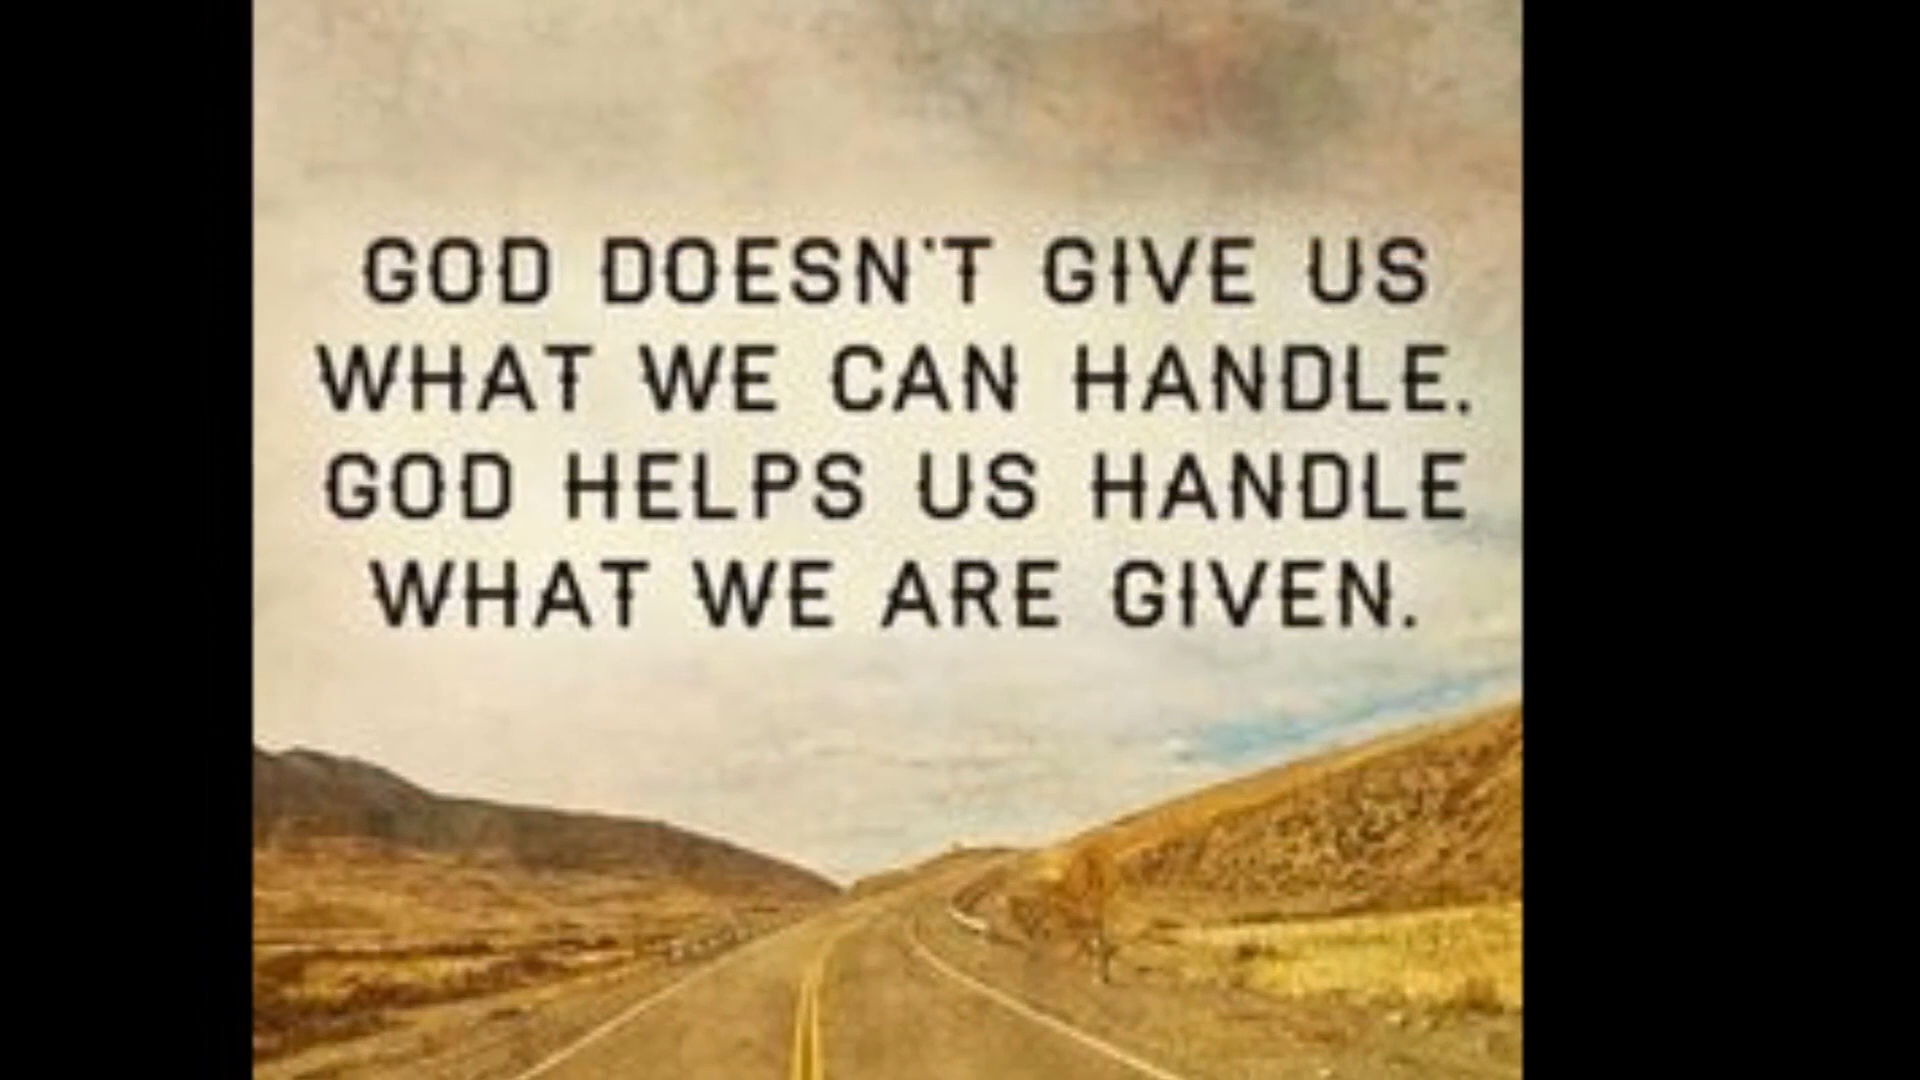 GOD DOESN'T GIVE US
WHAT WE CAN HANDLE.
GOD HELPS US HANDLE
WHAT WE ARE GIVEN.